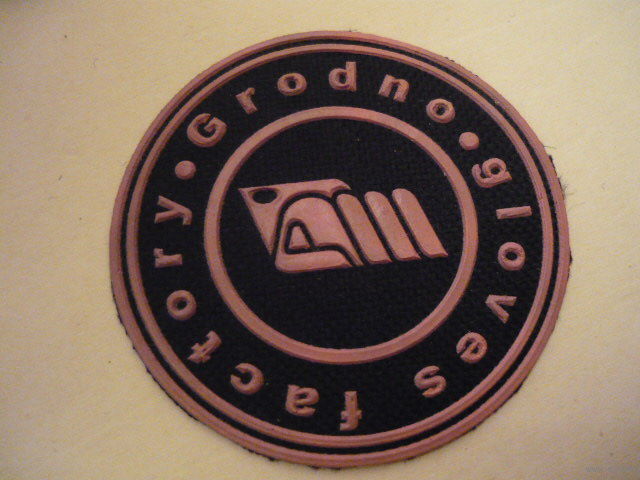 Grodno • gloves factory •